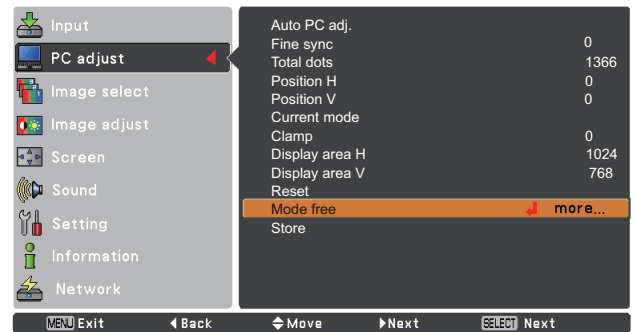 Input
PC adjust
Image select
Image adjust
Screen
Sound
Setting
Information
Network
Auto PC adj.
Fine sync 0
Total dots 1366
Position H 0
Position V 0
Current mode
Clamp 0
Display area H 1024
Display area V 768
Reset
Mode free more...
Store
MENU Exit Back Move Next SELECT Next